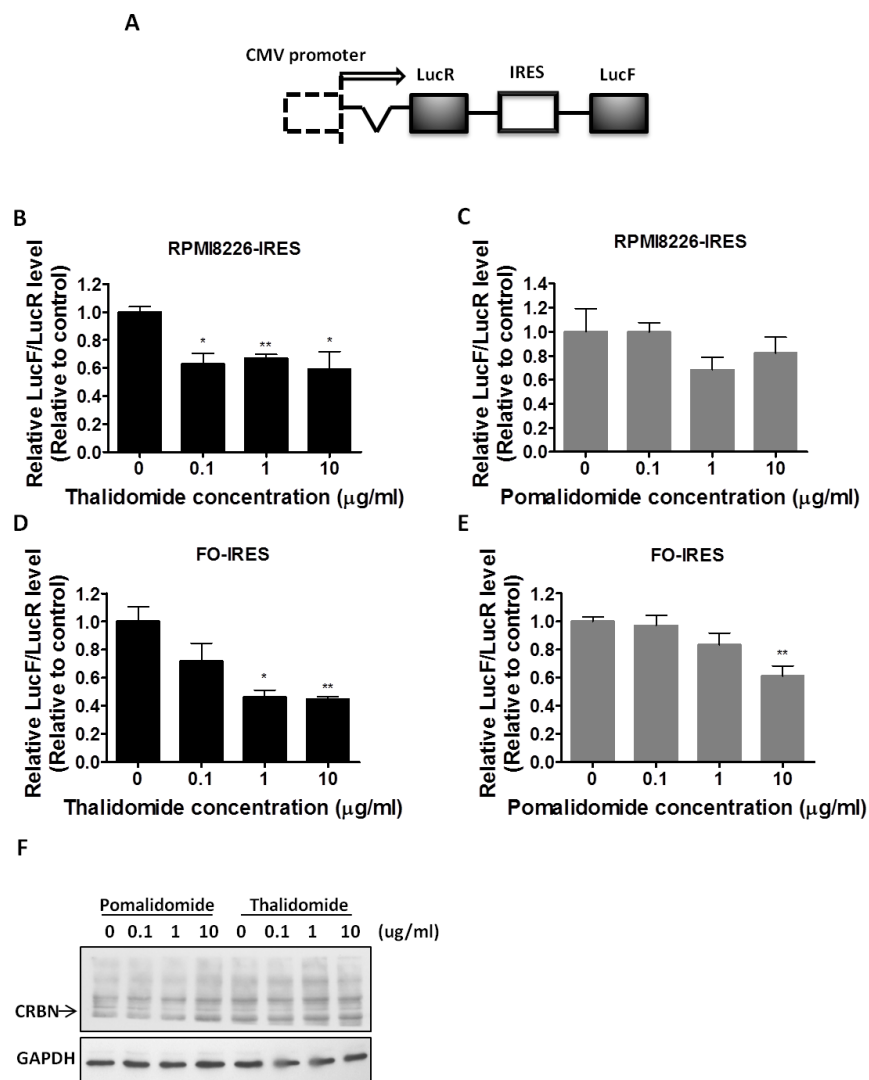 A
CMV promoter
LucR IRES LucF
B
RPMI8226-IRES
Relative LucF/LucR level
(Relative to control)
1.2
1.0
0.8
0.6
0.4
0.2
0.0
* ** *
0 0.1 1 10
Thalidomide concentration (μg/ml)
C
RPMI8226-IRES
Relative LucF/LucR level
(Relative to control)
1.4
1.2
1.0
0.8
0.6
0.4
0.2
0.0
0 0.1 1 10
Pomalidomide concentration (μg/ml)
D
FO-IRES
Relative LucF/LucR level
(Relative to control)
1.2
1.0
0.8
0.6
0.4
0.2
0.0
* **
0 0.1 1 10
Thalidomide concentration (μg/ml)
E
FO-IRES
Relative LucF/LucR level
(Relative to control)
1.2
1.0
0.8
0.6
0.4
0.2
0.0
**
0 0.1 1 10
Pomalidomide concentration (μg/ml)
F
Pomalidomide Thalidomide
0 0.1 1 10 0 0.1 1 10 (ug/ml)
CRBN→
GAPDH